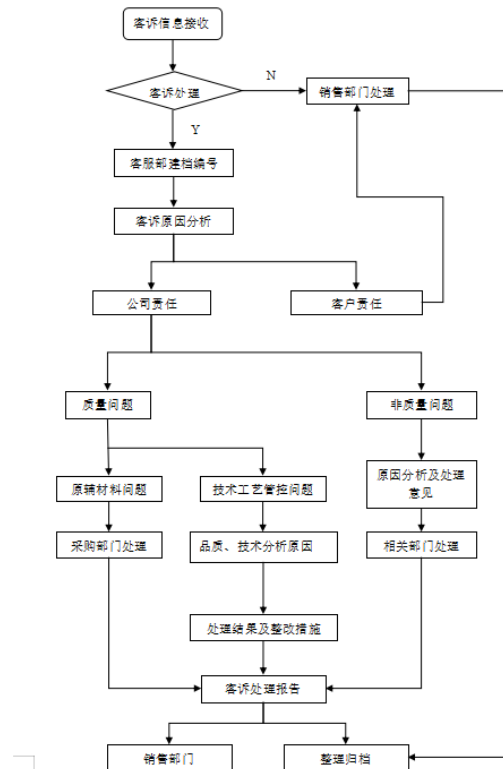 客诉信息接收
客诉处理
N
销售部门处理
Y
客服部建档编号
客诉原因分析
公司责任
客户责任
质量问题
非质量问题
原辅材料问题
技术工艺管控问题
原因分析及处理
意见
采购部门处理
品质、技术分析原因
相关部门处理
处理结果及整改措施
客诉处理报告
销售部门
整理归档